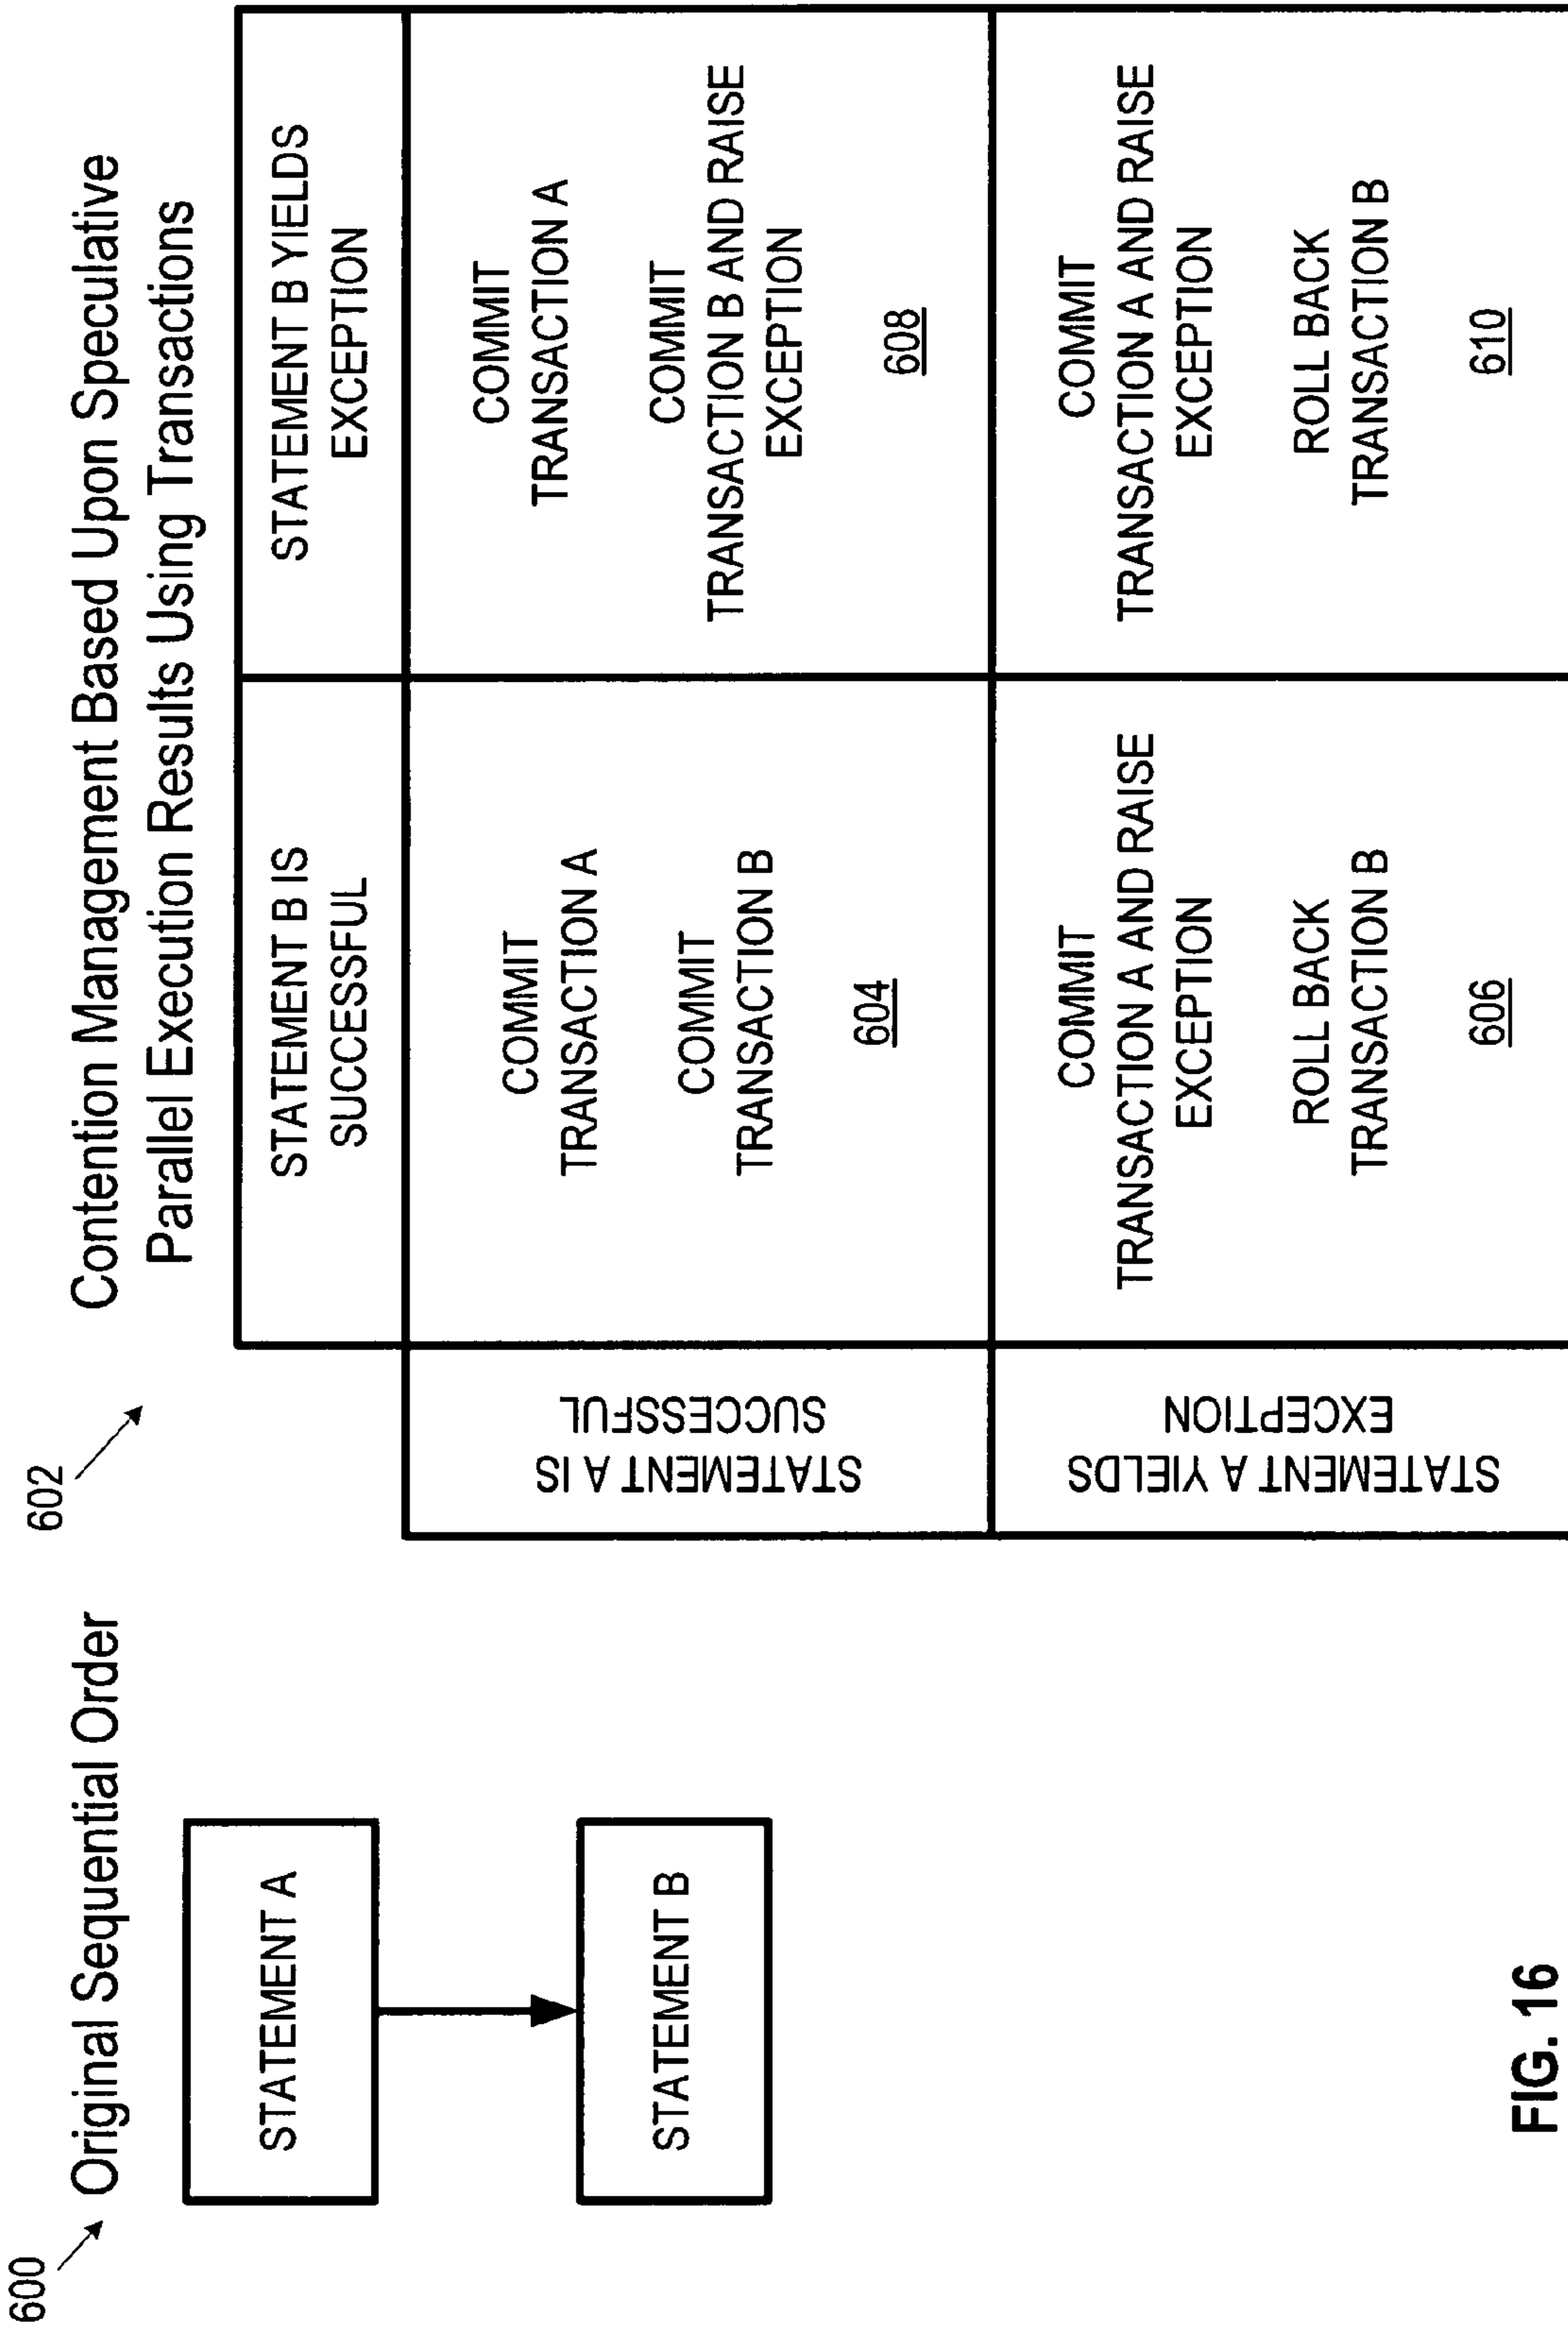 600
Original Sequential Order
STATEMENT A
STATEMENT B
602
Contention Management Based Upon Speculative
Parallel Execution Results Using Transactions
STATEMENT B IS
SUCCESSFUL
STATEMENT B YIELDS
EXCEPTION
STATEMENT A IS
SUCCESSFUL
COMMIT
TRANSACTION A
COMMIT
TRANSACTION B
604
COMMIT
TRANSACTION A
COMMIT
TRANSACTION B AND RAISE
EXCEPTION
608
STATEMENT A YIELDS
EXCEPTION
COMMIT
TRANSACTION A AND RAISE
EXCEPTION
ROLL BACK
TRANSACTION B
606
COMMIT
TRANSACTION A AND RAISE
EXCEPTION
ROLL BACK
TRANSACTION B
610
FIG. 16